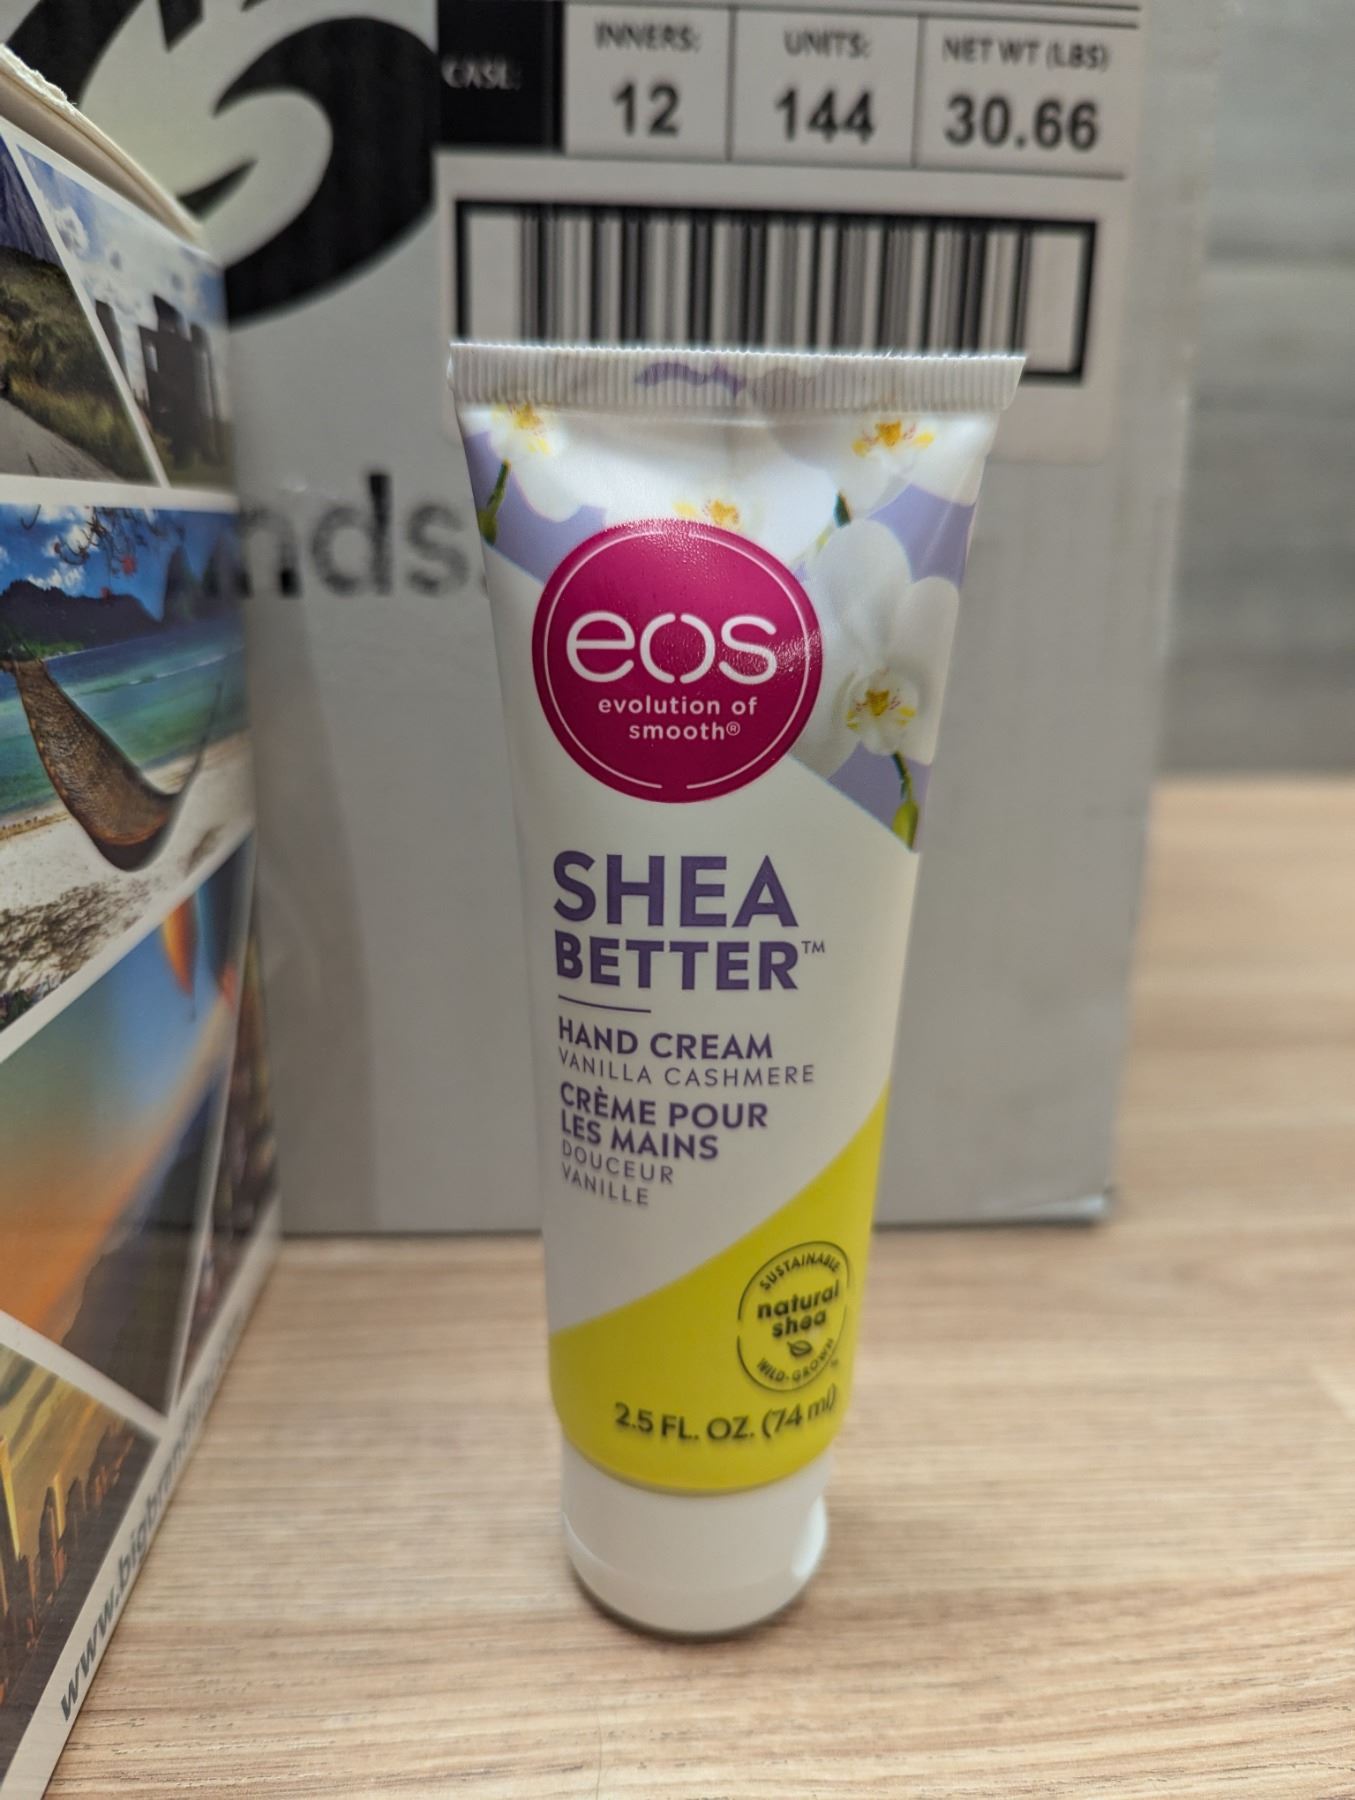 CASE:
INNERS:
UNITS:
NET WT (LBS)
12
144
30.66
nds
eos
evolution of
smooth®
SHEA
BETTER™
HAND CREAM
VANILLA CASHMERE
CRÈME POUR
LES MAINS
DOUCEUR
VANILLE
SUSTAINABLE
natural
shea
WILD-GROWN
2.5 FL. OZ. (74 ml)